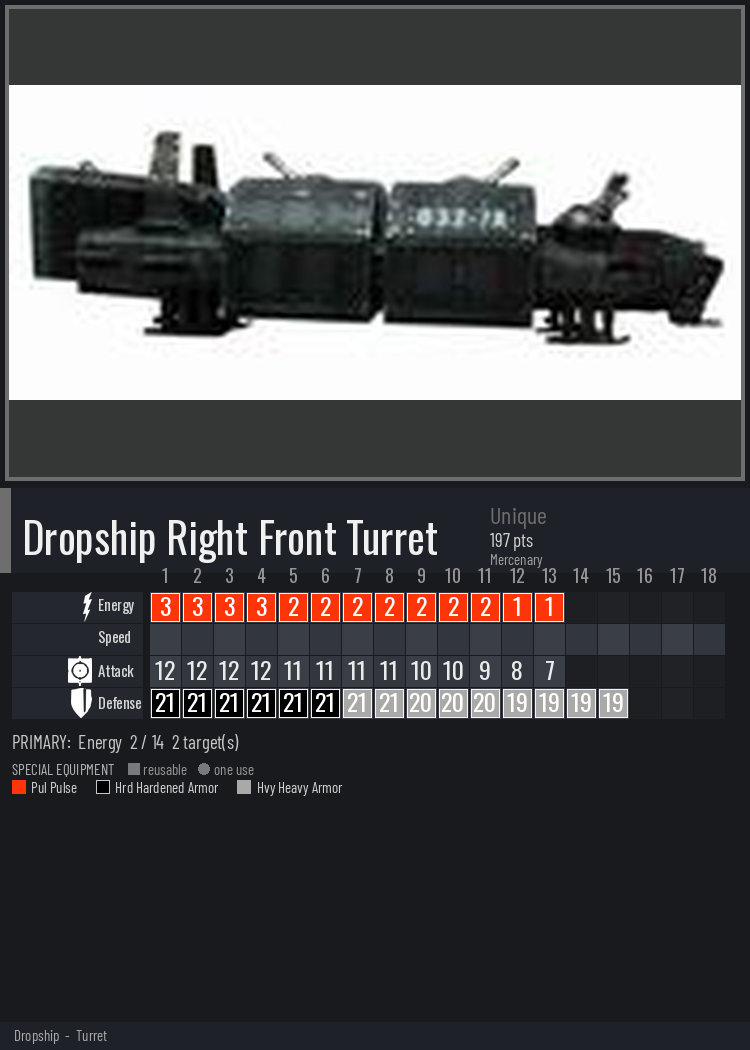 032-7A
Dropship Right Front Turret
Unique
197 pts
Mercenary
1 2 3 4 5 6 7 8 9 10 11 12 13 14 15 16 17 18
Energy 3 3 3 3 2 2 2 2 2 2 2 1 1
Speed
Attack 12 12 12 12 11 11 11 11 10 10 9 8 7
Defense 21 21 21 21 21 21 21 21 20 20 20 19 19 19 19
PRIMARY: Energy 2 / 14 2 target(s)
SPECIAL EQUIPMENT reusable one use
Pul Pulse Hrd Hardened Armor Hvy Heavy Armor
Dropship - Turret